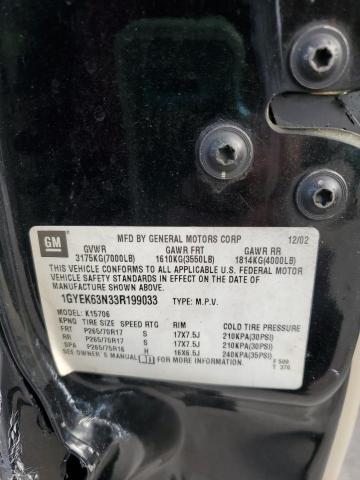 GM
MFD BY GENERAL MOTORS CORP 12/02
GVWR GAWR FRT GAWR RR
3175KG(7000LB) 1610KG(3550LB) 1814KG(4000LB)
THIS VEHICLE CONFORMS TO ALL APPLICABLE U.S. FEDERAL MOTOR
VEHICLE SAFETY STANDARDS IN EFFECT ON THE DATE OF
MANUFACTURE SHOWN ABOVE.
1GYEK63N33R199033 TYPE: M.P.V.
MODEL: K15706
KPNQ TIRE SIZE SPEED RTG RIM COLD TIRE PRESSURE
FRT P265/70R17 S 17X7.5J 210KPA(30PSI)
RR P265/70R17 S 17X7.5J 210KPA(30PSI)
SPA P265/75R16 H 16X6.5J 240KPA(35PSI)
SEE OWNER'S MANUAL FOR MORE INFORMATION. F 500
T 376